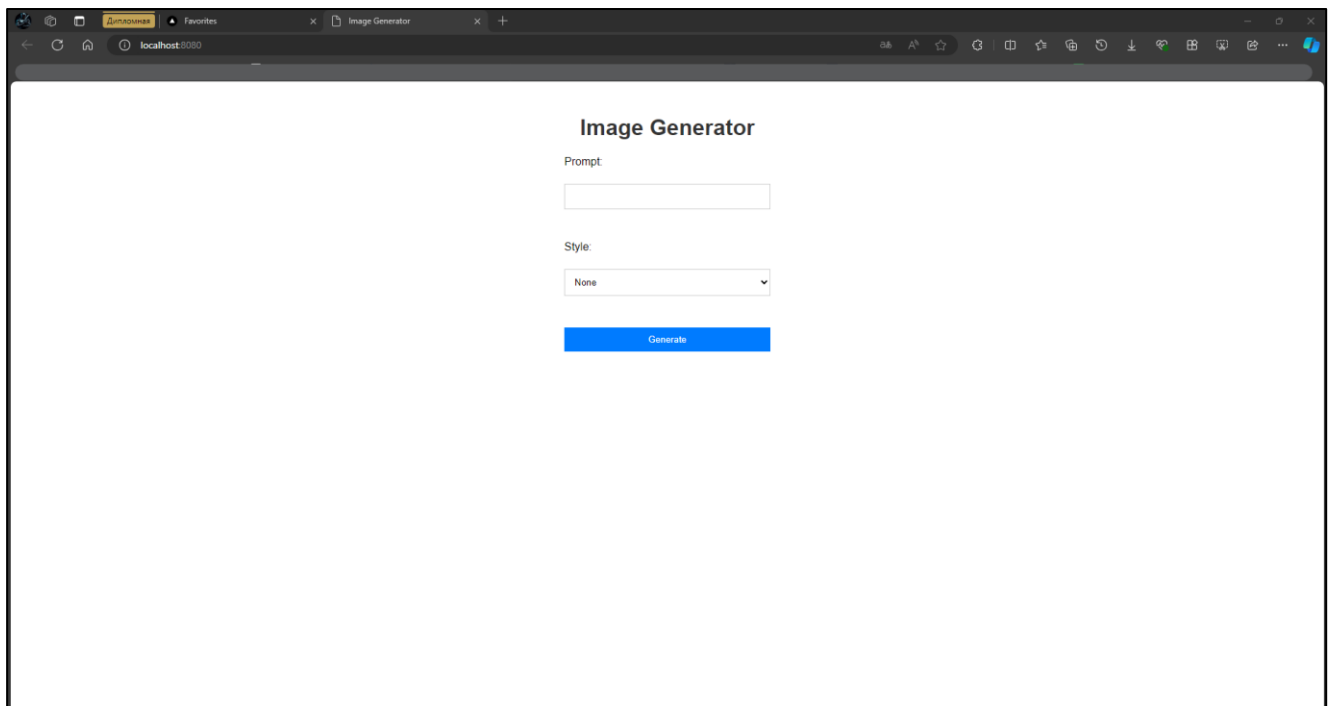 Дипломная Favorites Image Generator
localhost:8080
Image Generator
Prompt:
Style:
None
Generate